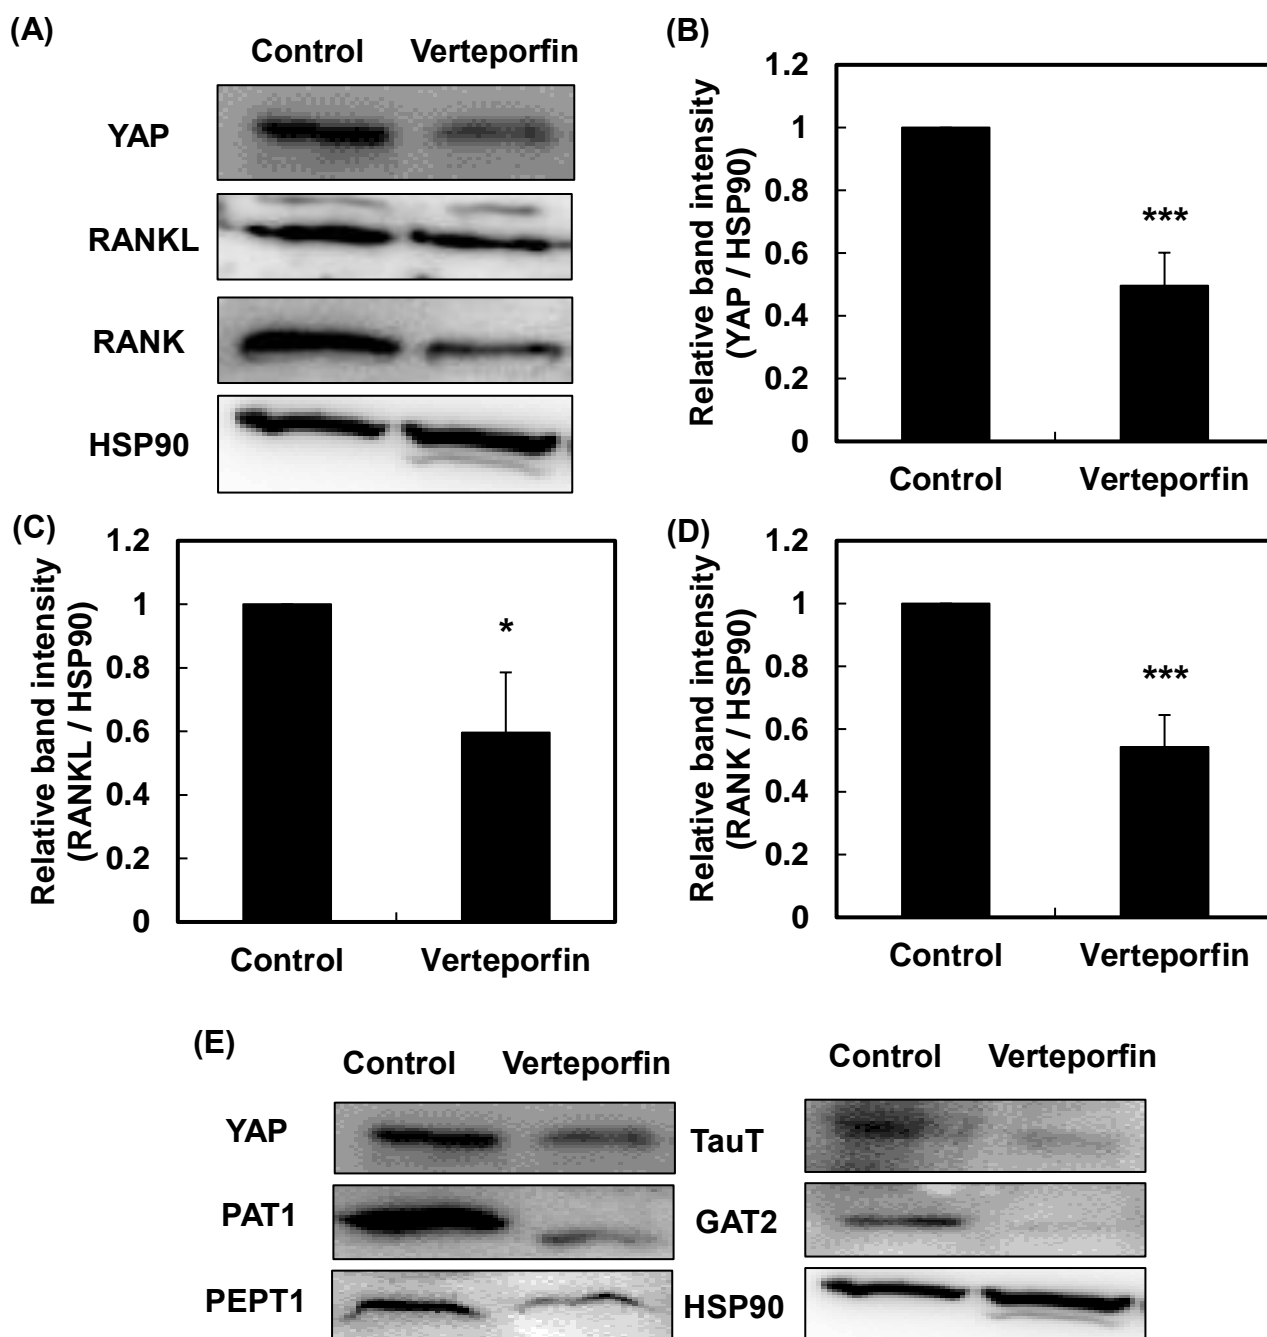 (A)
Control Verteporfin
YAP
RANKL
RANK
HSP90
(B)
Relative band intensity
(YAP / HSP90)
1.2
1
0.8
0.6
0.4
0.2
0
***
Control Verteporfin
(C)
Relative band intensity
(RANKL / HSP90)
1.2
1
0.8
0.6
0.4
0.2
0
*
Control Verteporfin
(D)
Relative band intensity
(RANK / HSP90)
1.2
1
0.8
0.6
0.4
0.2
0
***
Control Verteporfin
(E)
Control Verteporfin
YAP
PAT1
PEPT1
Control Verteporfin
TauT
GAT2
HSP90